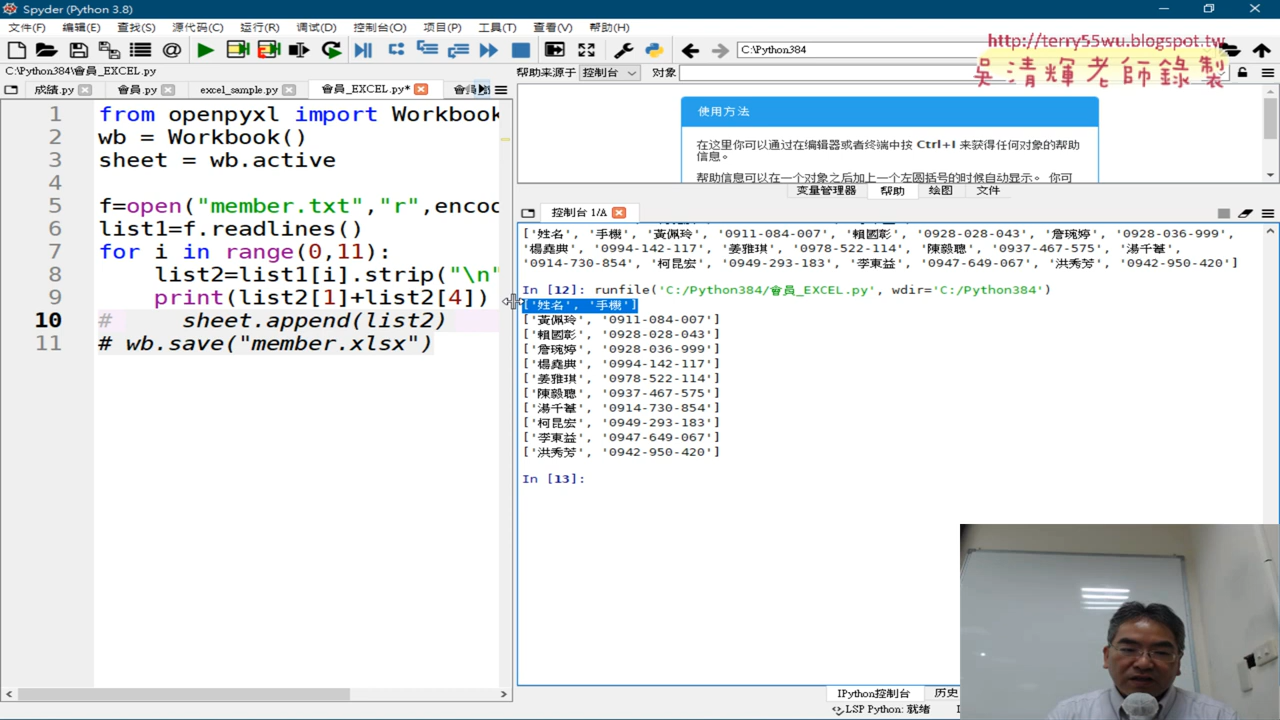 Spyder (Python 3.8)
文件(F) 编辑(E) 查找(S) 源代码(C) 运行(R) 调试(D) 控制台(O) 项目(P) 工具(T) 查看(V) 帮助(H)
C:\Python384
http://terry55wu.blogspot.tw
吳清輝老師錄製
C:\Python384\會員_EXCEL.py
帮助来源于 控制台 对象
成績.py 會員.py excel_sample.py 會員_EXCEL.py*
1 from openpyxl import Workbook
2 wb = Workbook()
3 sheet = wb.active
4
5 f=open("member.txt","r",enco
6 list1=f.readlines()
7 for i in range(0,11):
8 list2=list1[i].strip("\n"
9 print(list2[1]+list2[4])
10 # sheet.append(list2)
11 # wb.save("member.xlsx")
使用方法
在这里你可以通过在编辑器或者终端中按 Ctrl+I 来获得任何对象的帮助
信息。
帮助信息可以在一个对象之后加上一个左圆括号的时候自动显示。 你可
变量管理器 帮助 绘图 文件
控制台 1/A
['姓名', '手機', '黃佩玲', '0911-084-007', '賴國彰', '0928-028-043', '詹琬婷', '0928-036-999',
'楊堯典', '0994-142-117', '姜雅琪', '0978-522-114', '陳毅聰', '0937-467-575', '湯千葦',
'0914-730-854', '柯昆宏', '0949-293-183', '李東益', '0947-649-067', '洪秀芳', '0942-950-420']
In [12]: runfile('C:/Python384/會員_EXCEL.py', wdir='C:/Python384')
['姓名', '手機']
['黃佩玲', '0911-084-007']
['賴國彰', '0928-028-043']
['詹琬婷', '0928-036-999']
['楊堯典', '0994-142-117']
['姜雅琪', '0978-522-114']
['陳毅聰', '0937-467-575']
['湯千葦', '0914-730-854']
['柯昆宏', '0949-293-183']
['李東益', '0947-649-067']
['洪秀芳', '0942-950-420']
In [13]:
IPython控制台 历史
LSP Python: 就绪